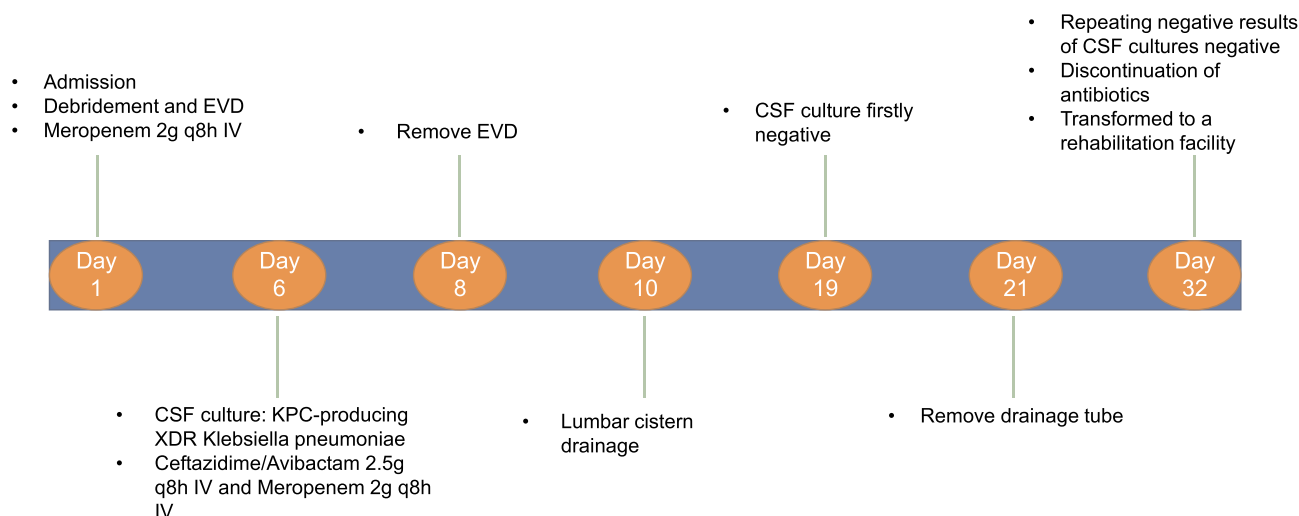 • Admission
• Debridement and EVD
• Meropenem 2g q8h IV
• Remove EVD
• CSF culture firstly
negative
• Repeating negative results
of CSF cultures negative
• Discontinuation of
antibiotics
• Transformed to a
rehabilitation facility
Day
1
Day
6
Day
8
Day
10
Day
19
Day
21
Day
32
• CSF culture: KPC-producing
XDR Klebsiella pneumoniae
• Ceftazidime/Avibactam 2.5g
q8h IV and Meropenem 2g q8h
IV
• Lumbar cistern
drainage
• Remove drainage tube